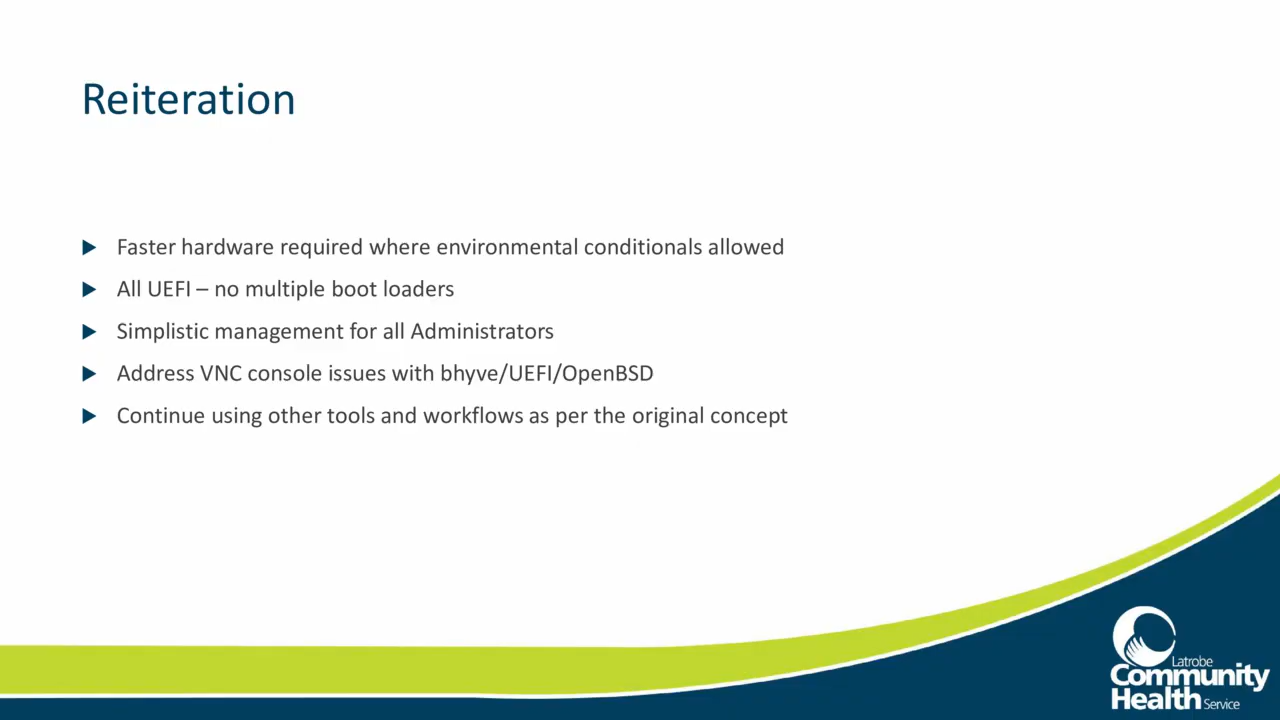 Reiteration
Faster hardware required where environmental conditionals allowed
All UEFI – no multiple boot loaders
Simplistic management for all Administrators
Address VNC console issues with bhyve/UEFI/OpenBSD
Continue using other tools and workflows as per the original concept
Latrobe
Community
Health Service